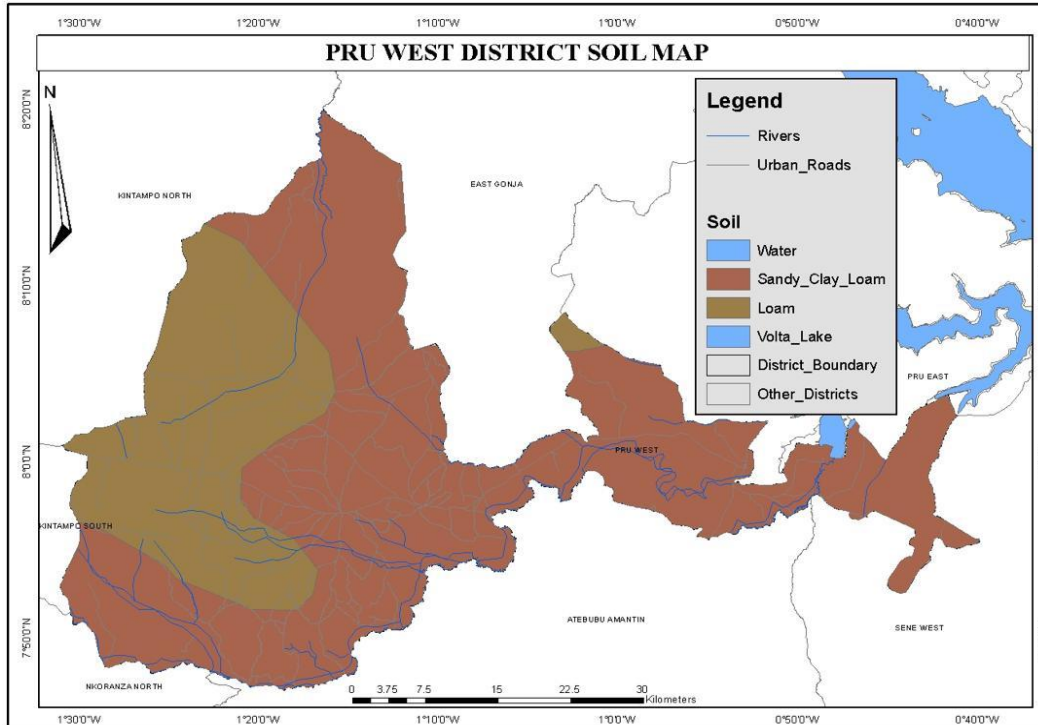 1°30'0"W 1°20'0"W 1°10'0"W 1°0'0"W 0°50'0"W 0°40'0"W
PRU WEST DISTRICT SOIL MAP
N
8°20'0"N
8°10'0"N
8°0'0"N
7°50'0"N
Legend
Rivers
Urban_Roads
Soil
Water
Sandy_Clay_Loam
Loam
Volta_Lake
District_Boundary
Other_Districts
KINTAMPO NORTH
EAST GONJA
PRU EAST
PRU WEST
KINTAMPO SOUTH
ATEBUBU AMANTIN
SENE WEST
NKORANZA NORTH
0 3.75 7.5 15 22.5 30
Kilometers
1°30'0"W 1°20'0"W 1°10'0"W 1°0'0"W 0°50'0"W 0°40'0"W